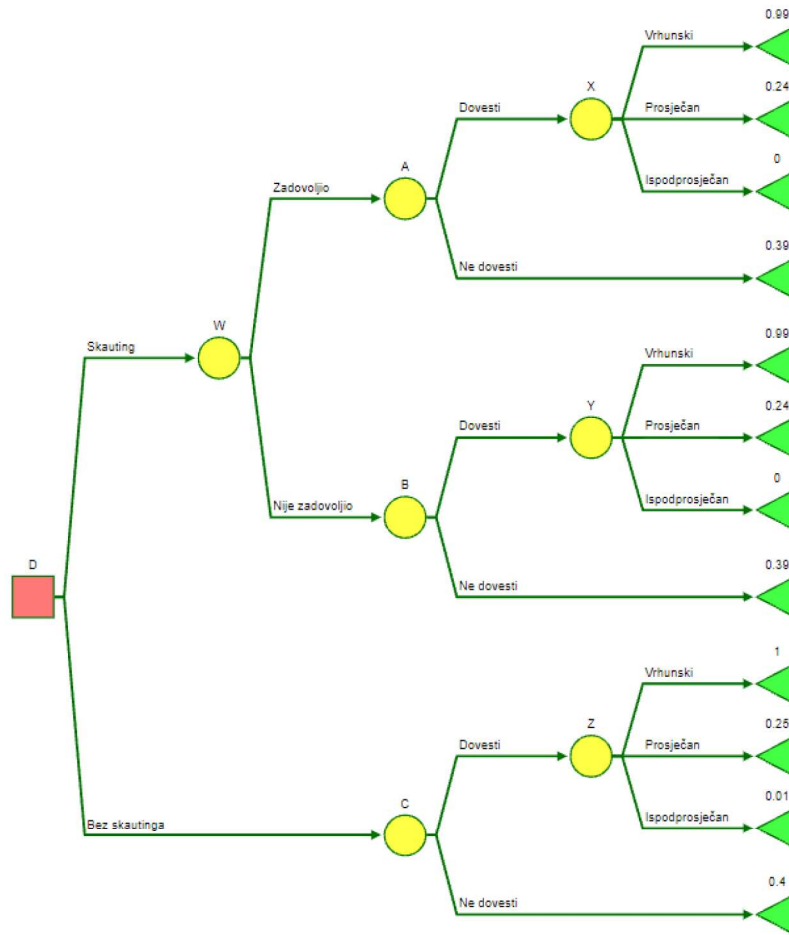 0.99
Vrhunski
X
0.24
Dovesti
Prosječan
A
0
Zadovoljio
Ispodprosječan
0.39
Ne dovesti
W
Skauting
0.99
Vrhunski
Y
0.24
Dovesti
Prosječan
B
0
Nije zadovoljio
Ispodprosječan
0.39
Ne dovesti
D
1
Vrhunski
Z
0.25
Dovesti
Prosječan
C
0.01
Bez skautinga
Ispodprosječan
0.4
Ne dovesti